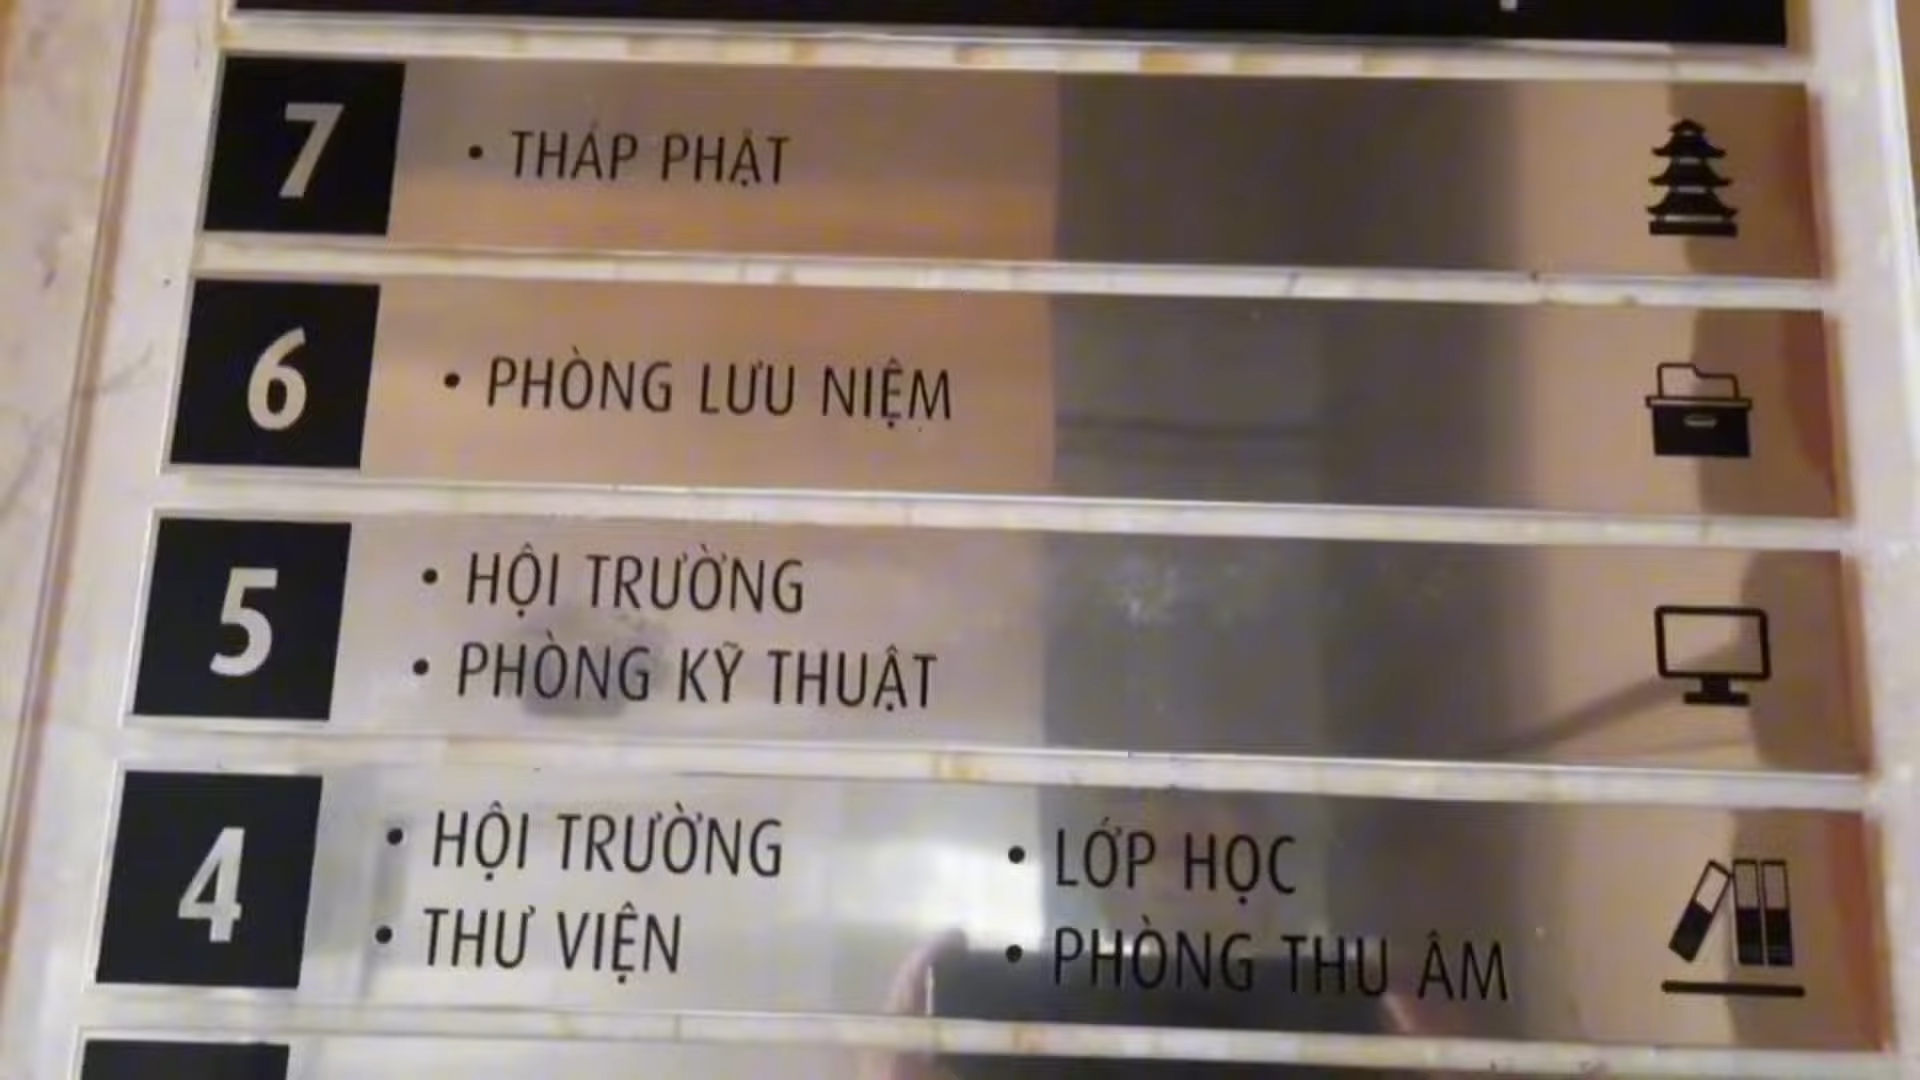 7
• THÁP PHẬT
6
• PHÒNG LƯU NIỆM
5
• HỘI TRƯỜNG
• PHÒNG KỸ THUẬT
4
• HỘI TRƯỜNG
• THƯ VIỆN
• LỚP HỌC
• PHÒNG THU ÂM